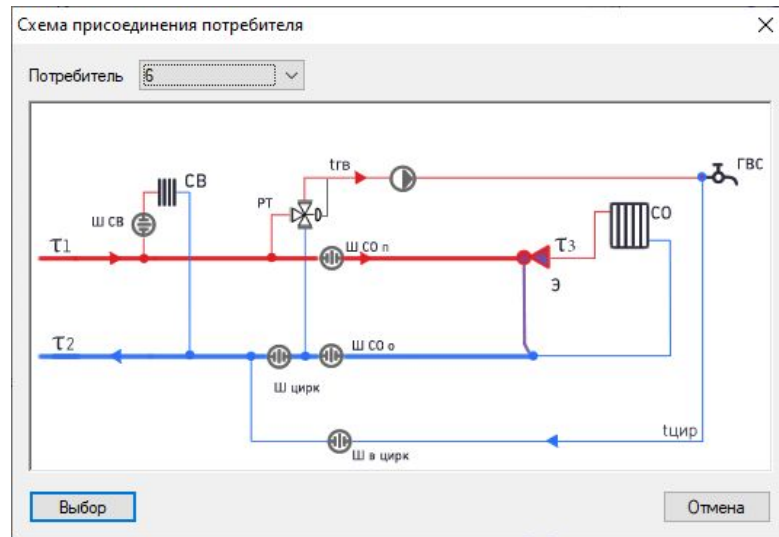 Схема присоединения потребителя
Потребитель 6
tгв
ГВС
СВ
РТ
Ш СВ
СО
τ1
Ш СО п
τ3
Э
τ2
Ш СО о
Ш цирк
tцир
Ш в цирк
Выбор Отмена